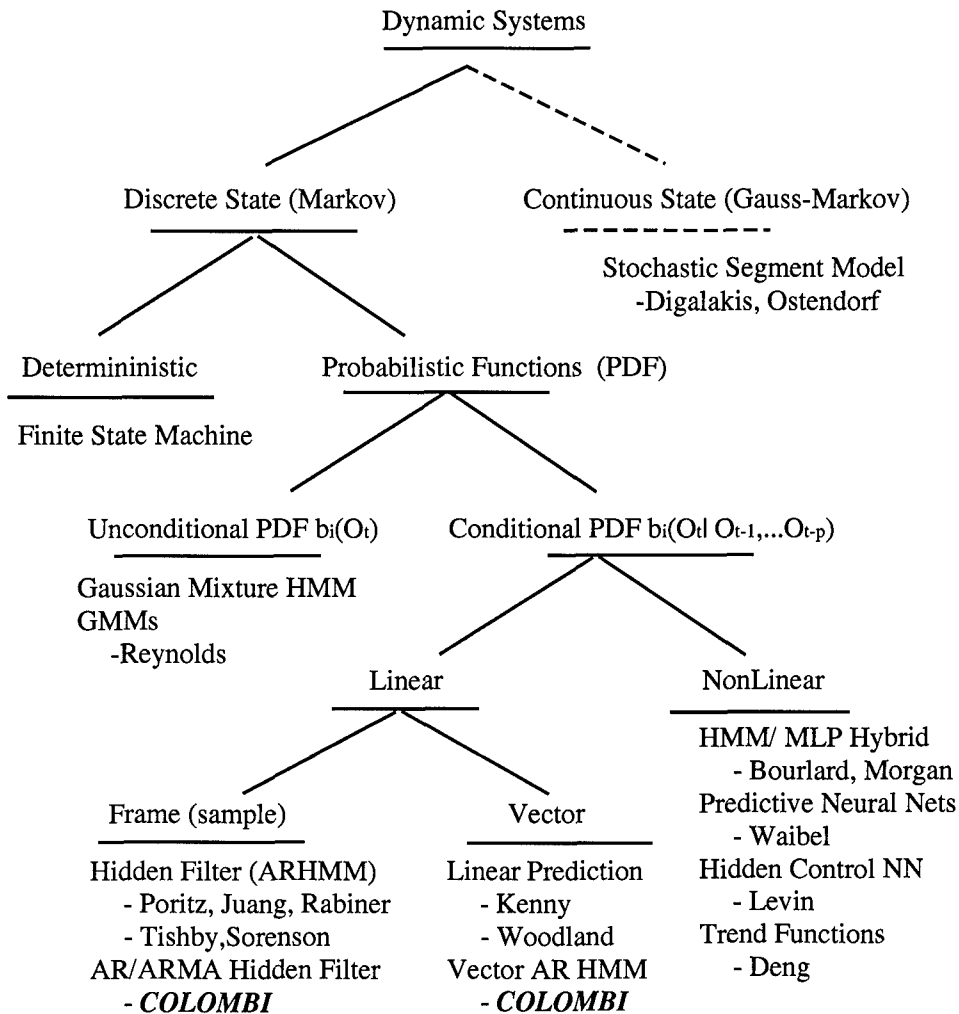 Dynamic Systems
Discrete State (Markov)
Continuous State (Gauss-Markov)
Stochastic Segment Model
-Digalakis, Ostendorf
Determininistic
Probabilistic Functions (PDF)
Finite State Machine
Unconditional PDF bi(Ot)
Conditional PDF bi(Ot| Ot-1,...Ot-p)
Gaussian Mixture HMM
GMMs
-Reynolds
Linear
NonLinear
HMM/ MLP Hybrid
- Bourlard, Morgan
Predictive Neural Nets
- Waibel
Hidden Control NN
- Levin
Trend Functions
- Deng
Frame (sample)
Vector
Hidden Filter (ARHMM)
- Poritz, Juang, Rabiner
- Tishby,Sorenson
AR/ARMA Hidden Filter
- COLOMBI
Linear Prediction
- Kenny
- Woodland
Vector AR HMM
- COLOMBI